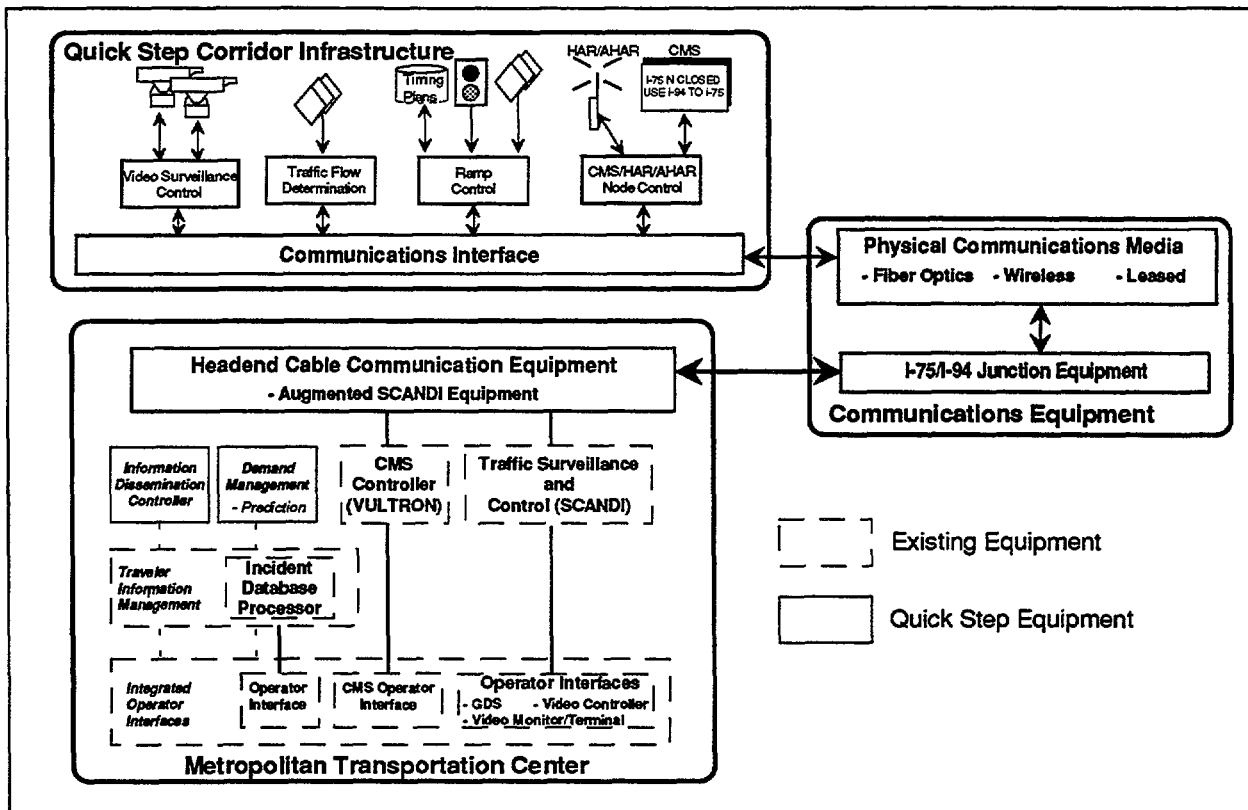 Quick Step Corridor Infrastructure
HAR/AHAR
CMS
Timing
Plans
I-75 N CLOSED
USE I-94 TO I-75
Video Surveillance
Control
Traffic Flow
Determination
Ramp
Control
CMS/HAR/AHAR
Node Control
Communications Interface
Physical Communications Media
- Fiber Optics - Wireless - Leased
I-75/I-94 Junction Equipment
Communications Equipment
Headend Cable Communication Equipment
- Augmented SCANDI Equipment
Information
Dissemination
Controller
Demand
Management
- Prediction
CMS
Controller
(VULTRON)
Traffic Surveillance
and
Control (SCANDI)
Traveler
Information
Management
Incident
Database
Processor
Integrated
Operator
Interfaces
Operator
Interface
CMS Operator
Interface
Operator Interfaces
- GDS - Video Controller
- Video Monitor/Terminal
Metropolitan Transportation Center
Existing Equipment
Quick Step Equipment